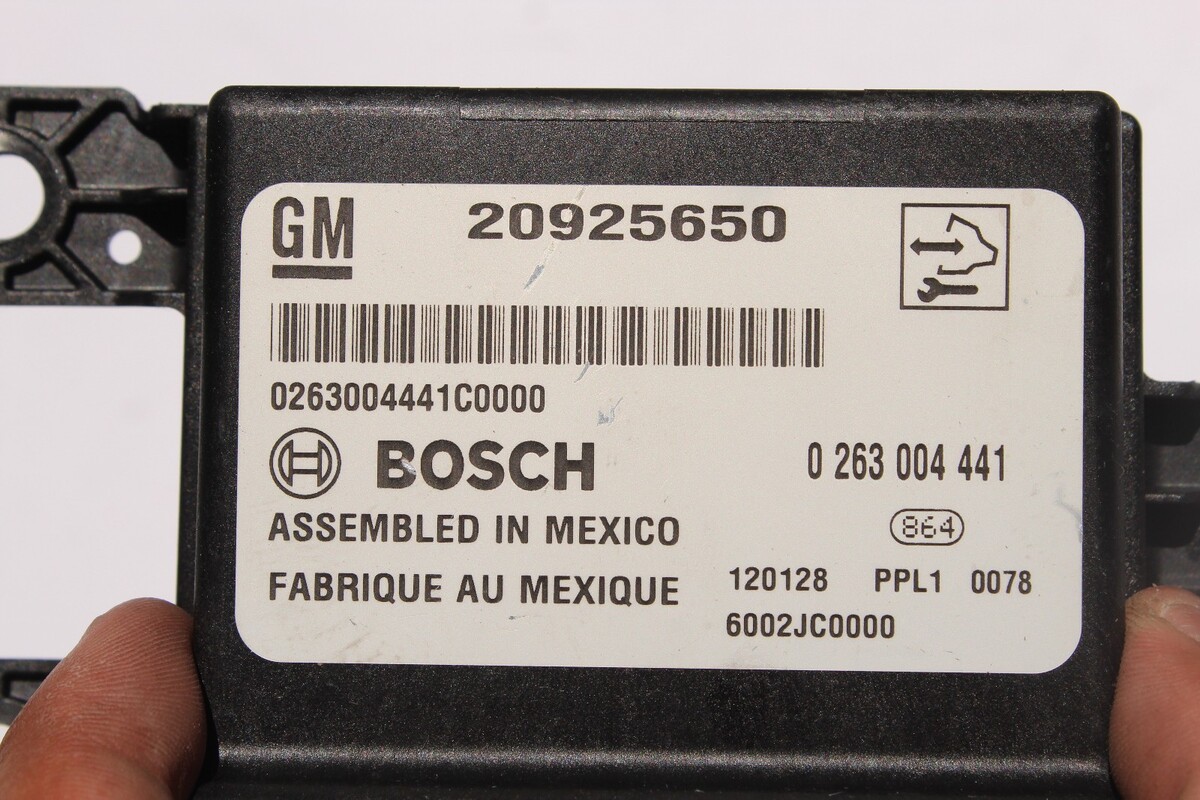 GM 20925650
0263004441C0000
BOSCH 0 263 004 441
ASSEMBLED IN MEXICO 864
FABRIQUE AU MEXIQUE 120128 PPL1 0078
6002JC0000